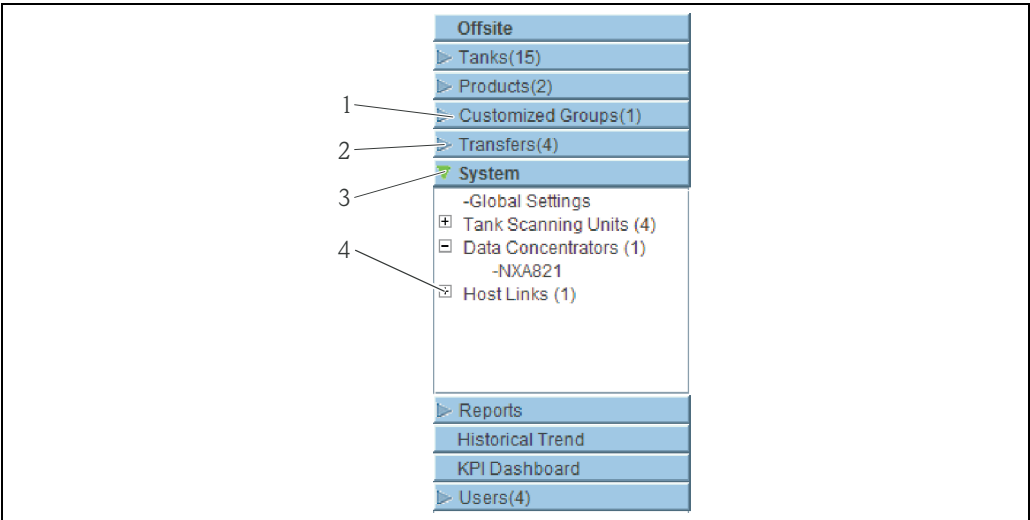 Offsite
Tanks(15)
Products(2)
1
Customized Groups(1)
2
Transfers(4)
3
System
-Global Settings
Tank Scanning Units (4)
4
Data Concentrators (1)
-NXA821
Host Links (1)
Reports
Historical Trend
KPI Dashboard
Users(4)